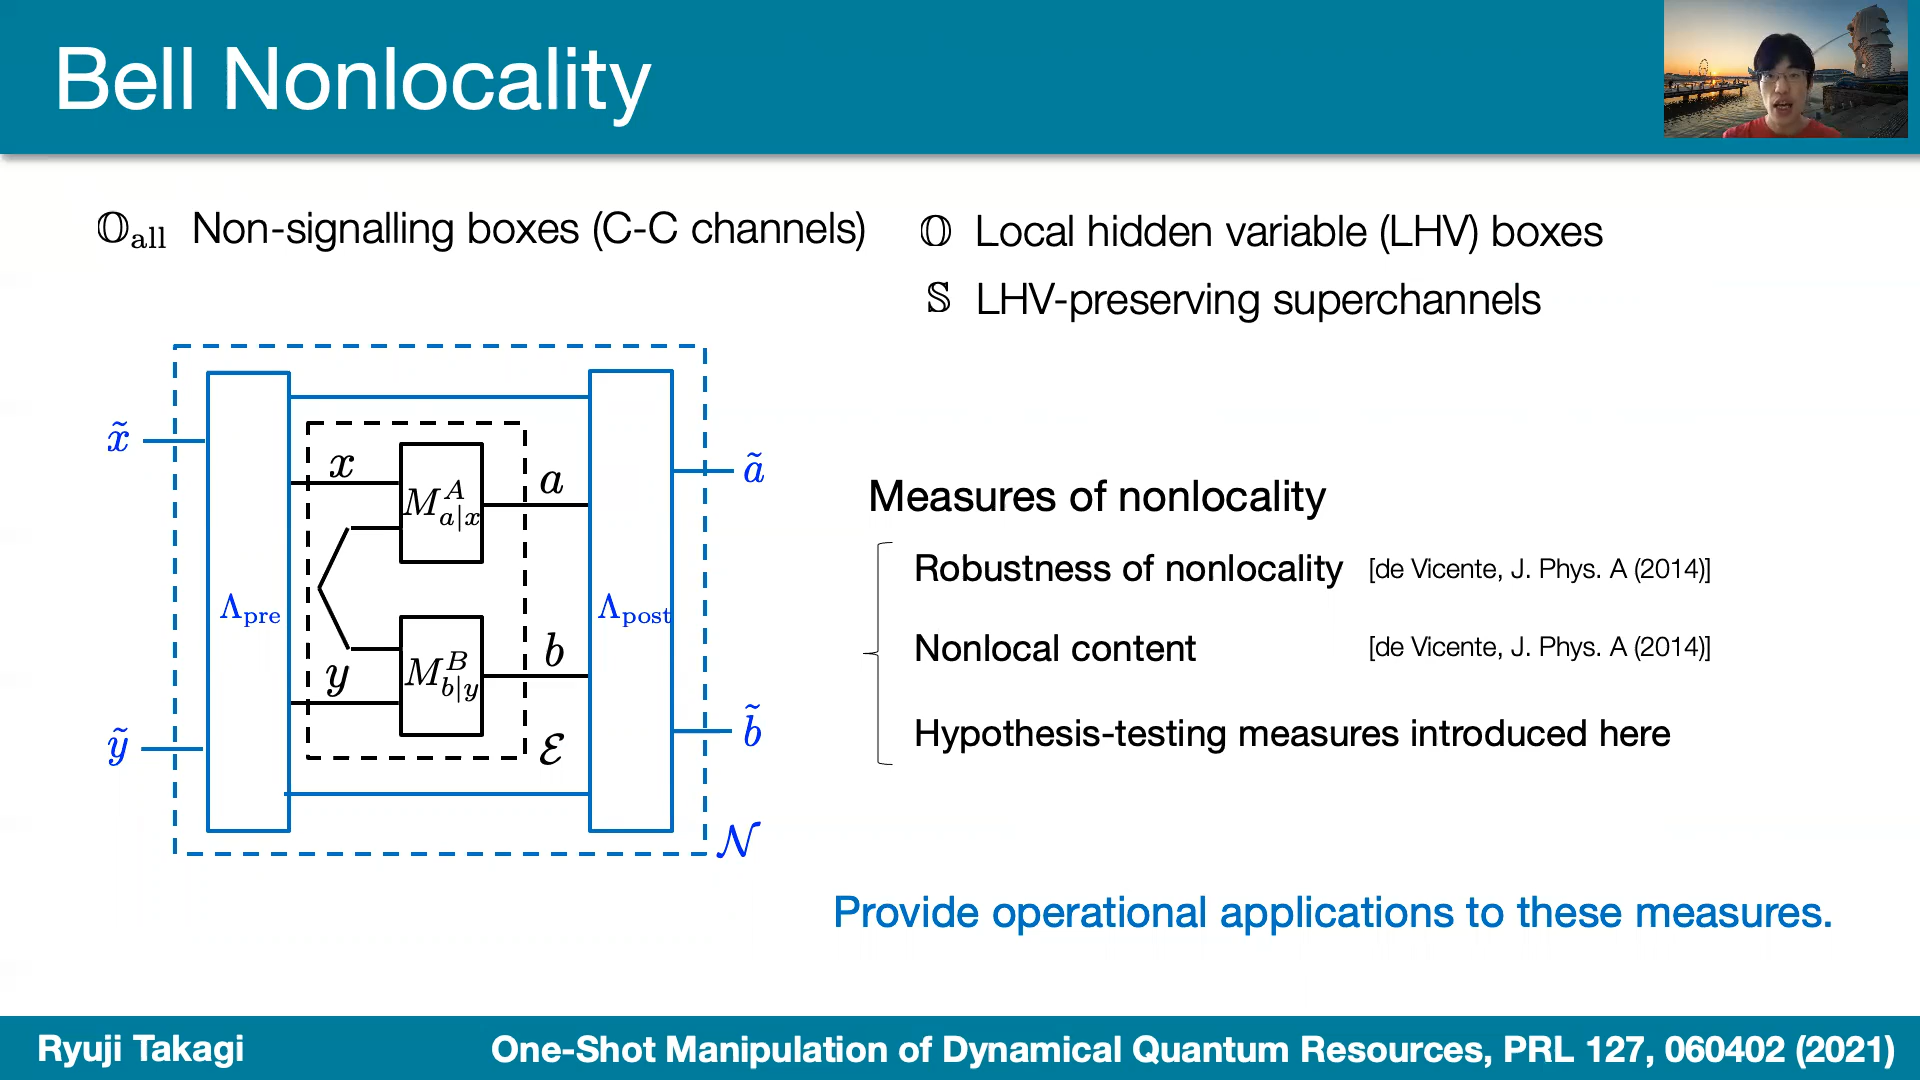 Bell Nonlocality
𝕆all Non-signalling boxes (C-C channels)
𝕆 Local hidden variable (LHV) boxes
𝕊 LHV-preserving superchannels
x̃
ỹ
Λpre
x
y
M^A_{a|x}
M^B_{b|y}
a
b
ℰ
Λpost
ã
b̃
𝒩
Measures of nonlocality
Robustness of nonlocality [de Vicente, J. Phys. A (2014)]
Nonlocal content [de Vicente, J. Phys. A (2014)]
Hypothesis-testing measures introduced here
Provide operational applications to these measures.
Ryuji Takagi
One-Shot Manipulation of Dynamical Quantum Resources, PRL 127, 060402 (2021)